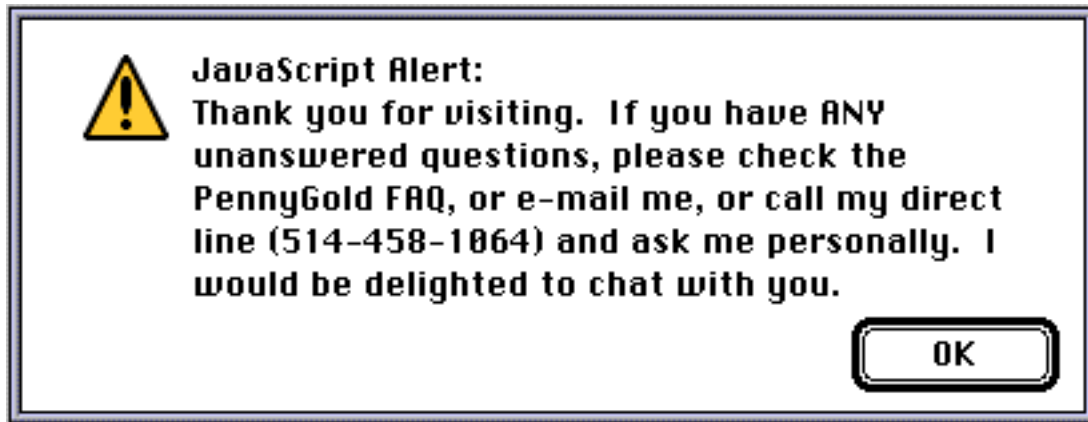 JavaScript Alert:
Thank you for visiting.  If you have ANY
unanswered questions, please check the
PennyGold FAQ, or e-mail me, or call my direct
line (514-458-1064) and ask me personally.  I
would be delighted to chat with you.
OK